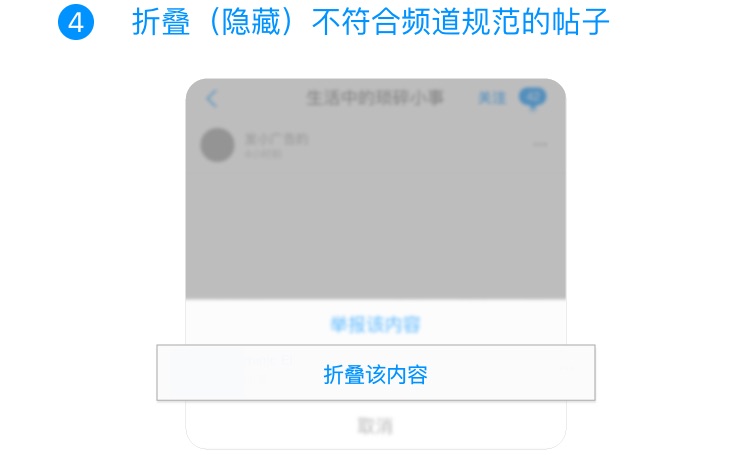 4 折叠（隐藏）不符合频道规范的帖子
生活中的琐碎小事
关注
举报该内容
折叠该内容
取消